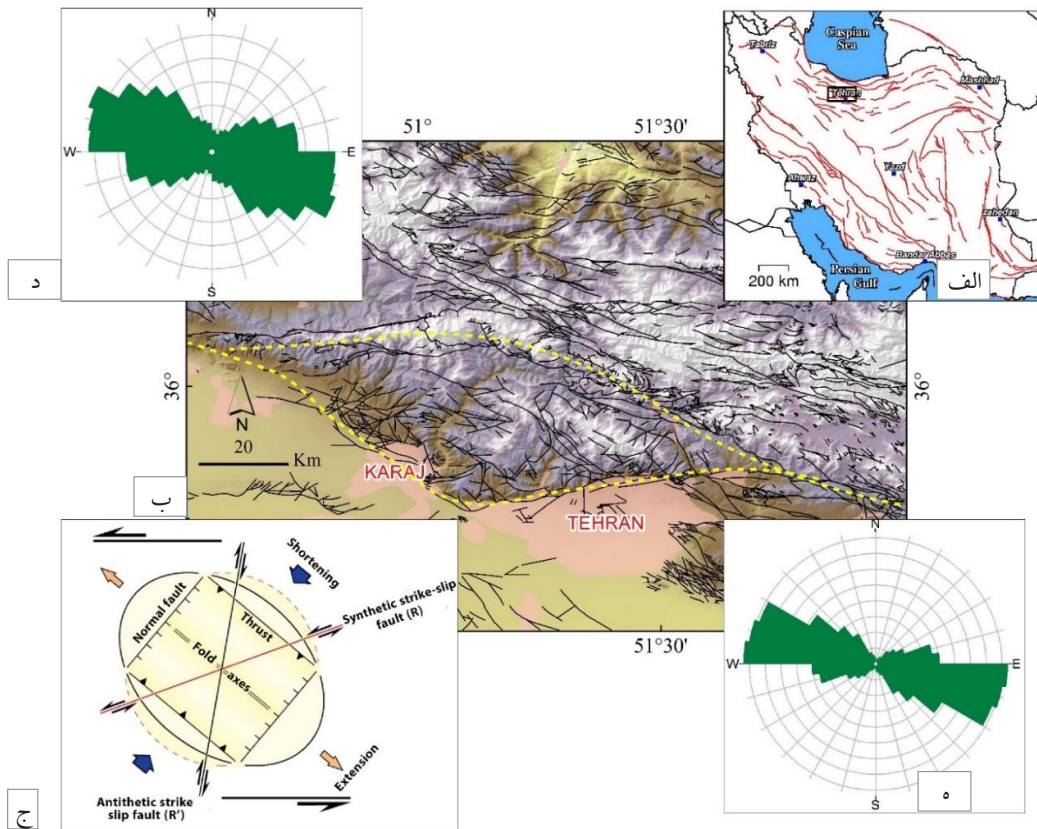 N
W
E
S
د
Caspian
Sea
Tabriz
Mashhad
Tehran
Yazd
Ahwaz
zahedan
Bandar Abbas
Persian
Gulf
200 km
الف
51°
51°30'
36°
36°
N
20
Km
KARAJ
TEHRAN
51°30'
ب
Shortening
Synthetic strike-slip
fault (R)
Normal fault
Thrust
Fold axes
Extension
Antithetic strike
slip fault (R')
ج
N
W
E
S
ه